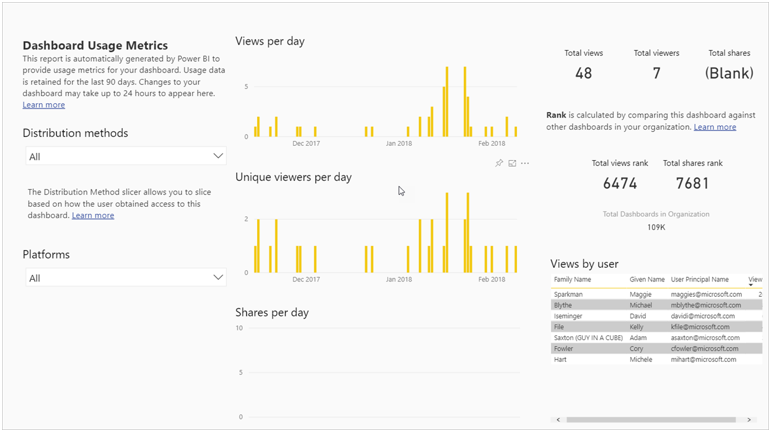 Dashboard Usage Metrics
This report is automatically generated by Power BI to
provide usage metrics for your dashboard. Usage data
is retained for the last 90 days. Changes to your
dashboard may take up to 24 hours to appear here.
Learn more
Distribution methods
All
The Distribution Method slicer allows you to slice
based on how the user obtained access to this
dashboard. Learn more
Platforms
All
Views per day
5
0
Dec 2017 Jan 2018 Feb 2018
Unique viewers per day
2
0
Dec 2017 Jan 2018 Feb 2018
Shares per day
10
5
0
Total views Total viewers Total shares
48 7 (Blank)
Rank is calculated by comparing this dashboard against
other dashboards in your organization. Learn more
Total views rank Total shares rank
6474 7681
Total Dashboards in Organization
109K
Views by user
Family Name Given Name User Principal Name View
Sparkman Maggie maggies@microsoft.com 2
Blythe Michael mblythe@microsoft.com
Iseminger David davidi@microsoft.com
File Kelly kfile@microsoft.com
Saxton (GUY IN A CUBE) Adam asaxton@microsoft.com
Fowler Cory cfowler@microsoft.com
Hart Michele mihart@microsoft.com